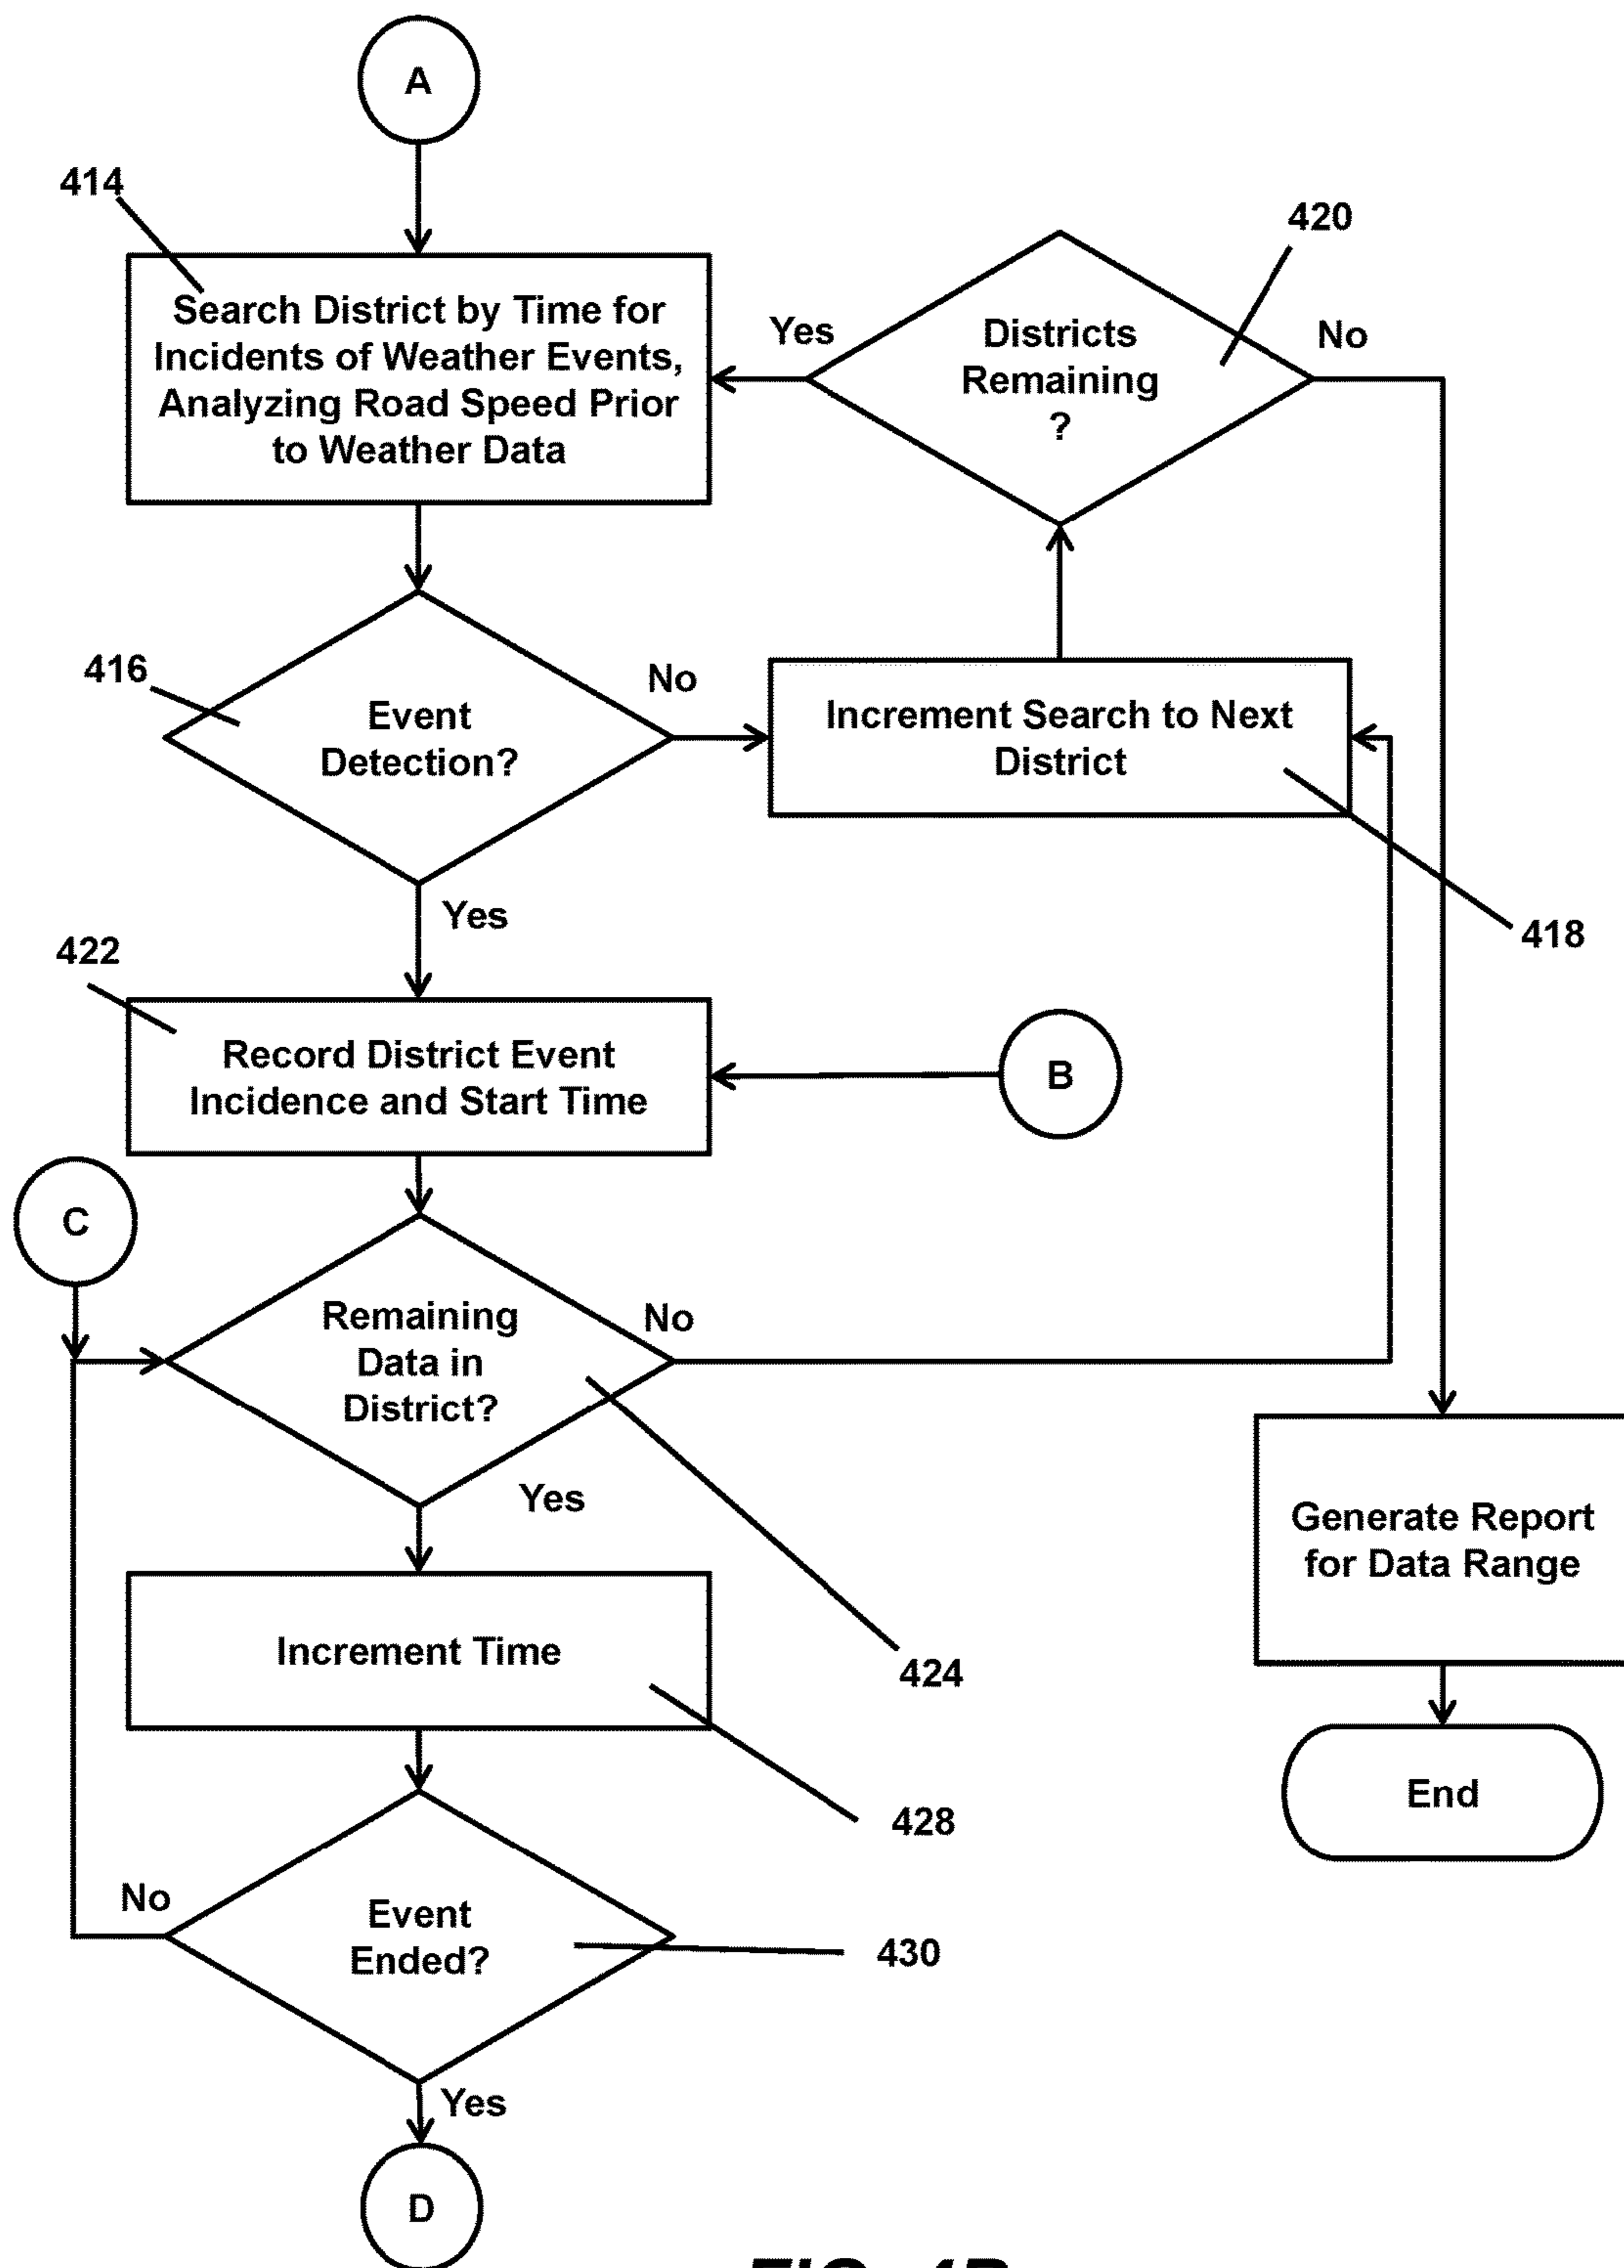 A
414
Search District by Time for
Incidents of Weather Events,
Analyzing Road Speed Prior
to Weather Data
420
Yes
Districts
Remaining
?
No
416
Event
Detection?
No
Increment Search to Next
District
418
Yes
422
Record District Event
Incidence and Start Time
B
C
Remaining
Data in
District?
No
Yes
424
Generate Report
for Data Range
Increment Time
428
End
No
Event
Ended?
430
Yes
D